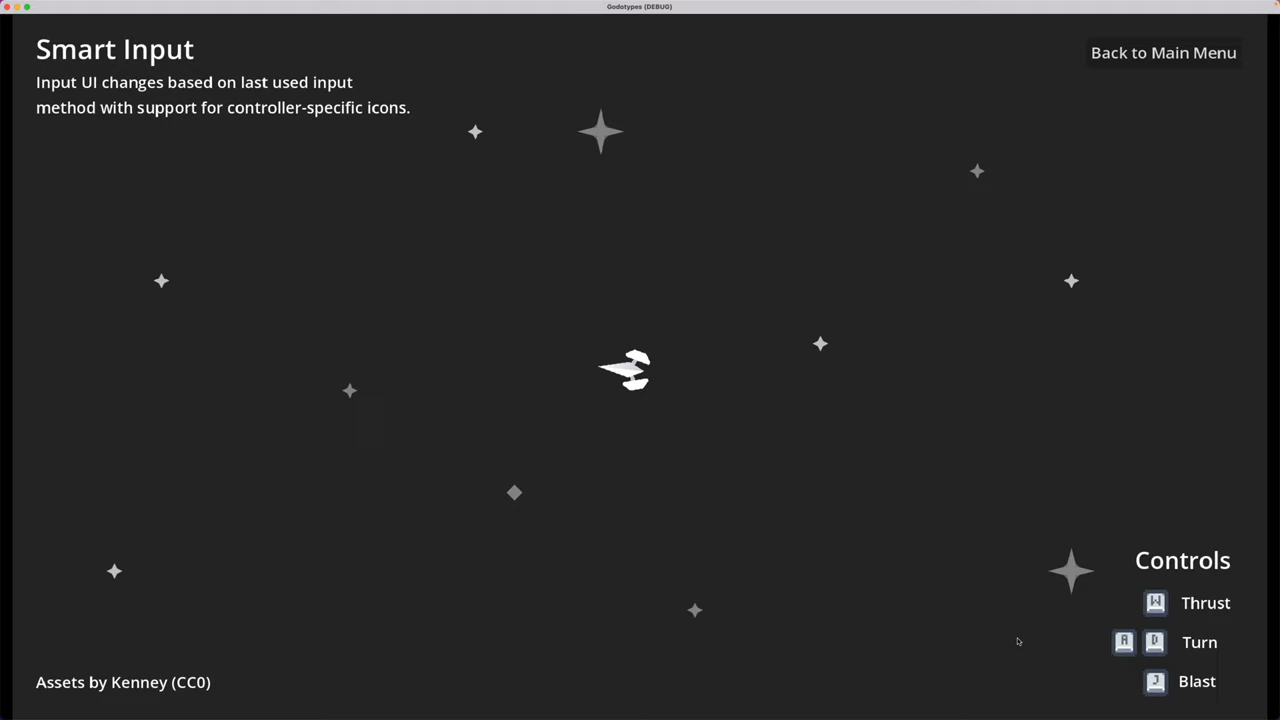 Godotypes (DEBUG)
Smart Input
Back to Main Menu
Input UI changes based on last used input
method with support for controller-specific icons.
Controls
W Thrust
A D Turn
J Blast
Assets by Kenney (CC0)